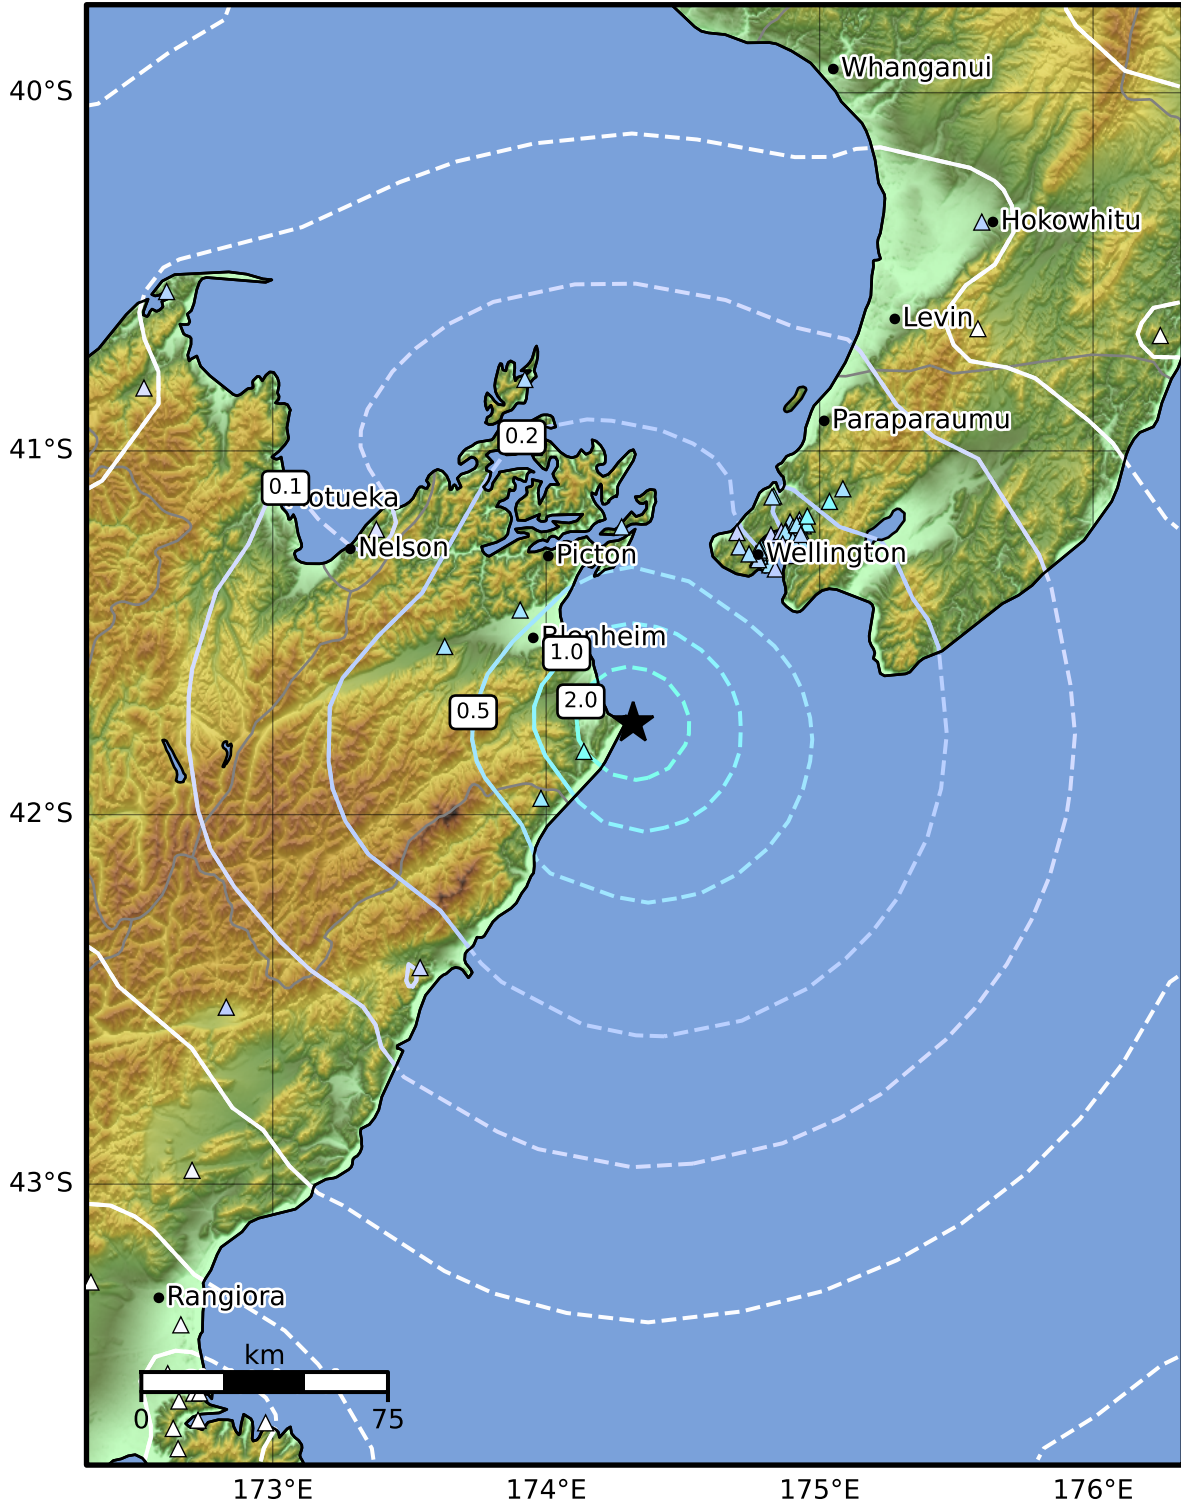 40°S
Whanganui
Hokowhitu
Levin
Paraparaumu
41°S
0.2
0.1
otueka
Nelson
Picton
Wellington
Blenheim
1.0
2.0
0.5
42°S
43°S
Rangiora
km
0 75
173°E 174°E 175°E 176°E